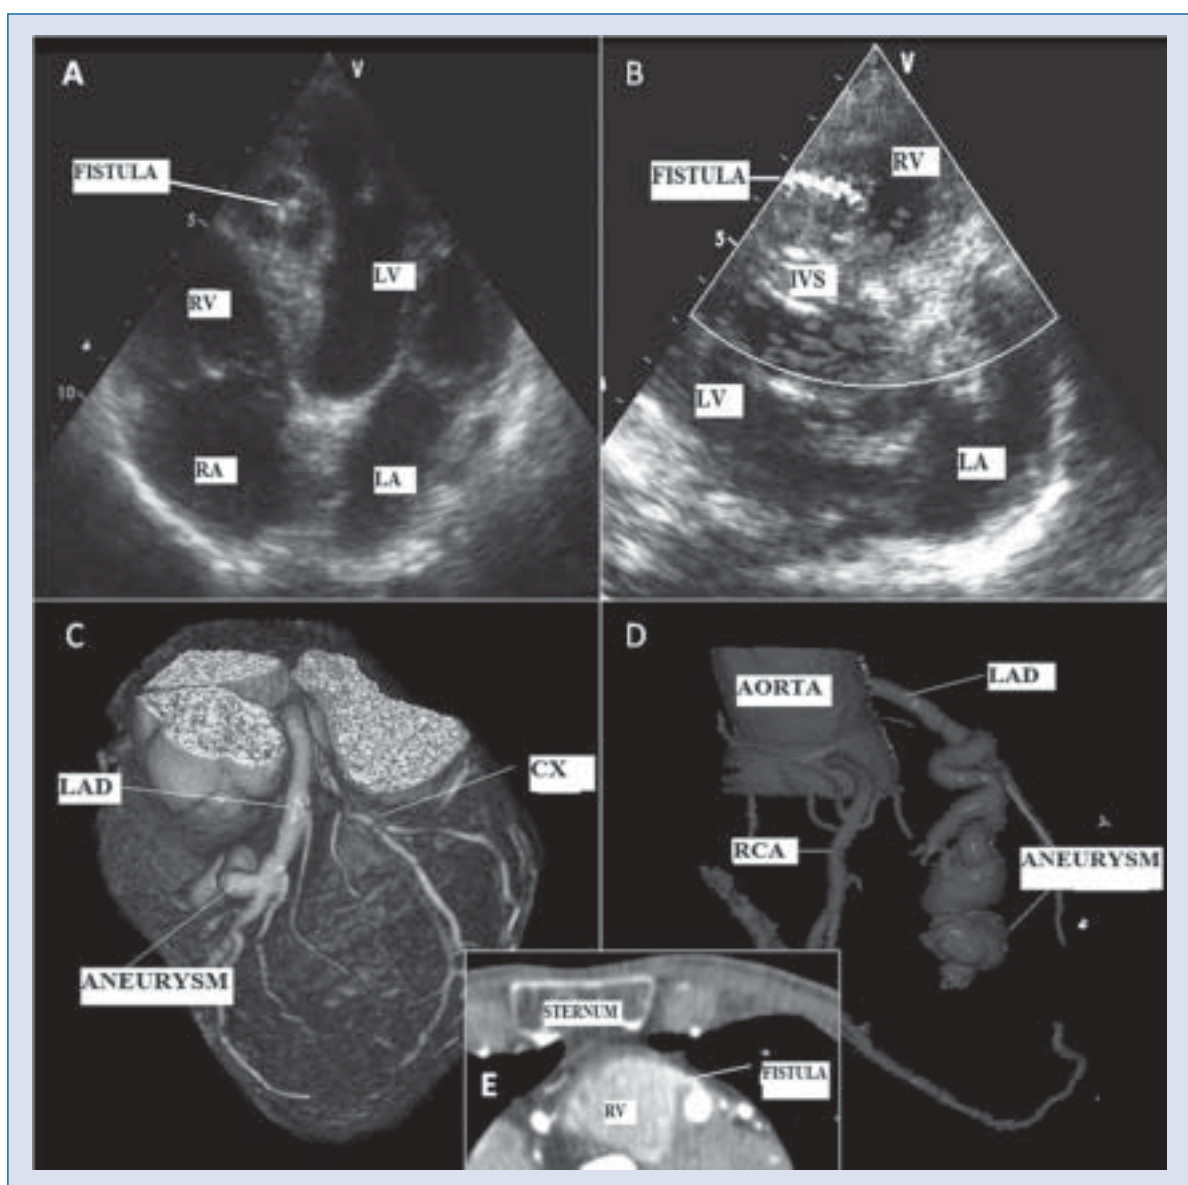 A
V
FISTULA
5
LV
RV
10
RA
LA
B
V
RV
FISTULA
5
IVS
LV
LA
C
LAD
CX
ANEURYSM
D
AORTA
LAD
RCA
ANEURYSM
E
STERNUM
FISTULA
RV